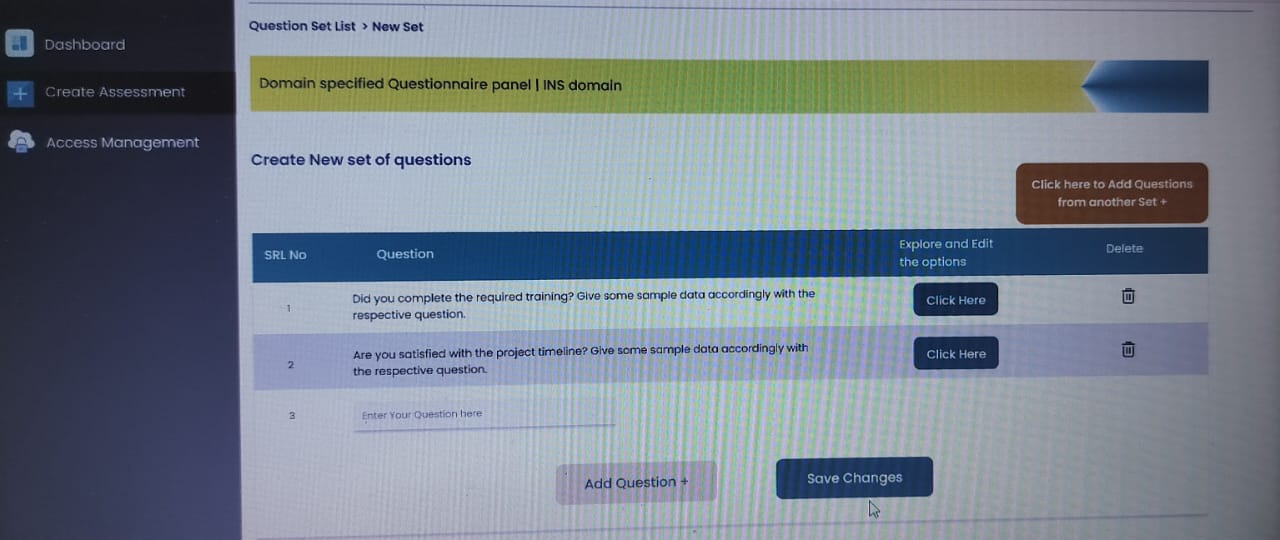 Dashboard
Create Assessment
Access Management
Question Set List > New Set
Domain specified Questionnaire panel | INS domain
Create New set of questions
Click here to Add Questions
from another Set +
SRL No
Question
Explore and Edit
the options
Delete
1
Did you complete the required training? Give some sample data accordingly with the
respective question.
Click Here
2
Are you satisfied with the project timeline? Give some sample data accordingly with
the respective question.
Click Here
3
Enter Your Question here
Add Question +
Save Changes